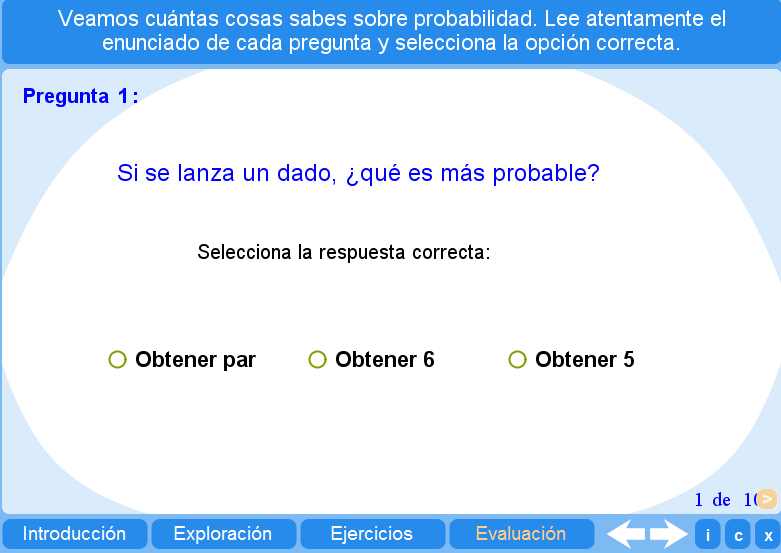 Veamos cuántas cosas sabes sobre probabilidad. Lee atentamente el
enunciado de cada pregunta y selecciona la opción correcta.
Pregunta 1:
Si se lanza un dado, ¿qué es más probable?
Selecciona la respuesta correcta:
Obtener par Obtener 6 Obtener 5
1 de 10 >
Introducción Exploración Ejercicios Evaluación i c x